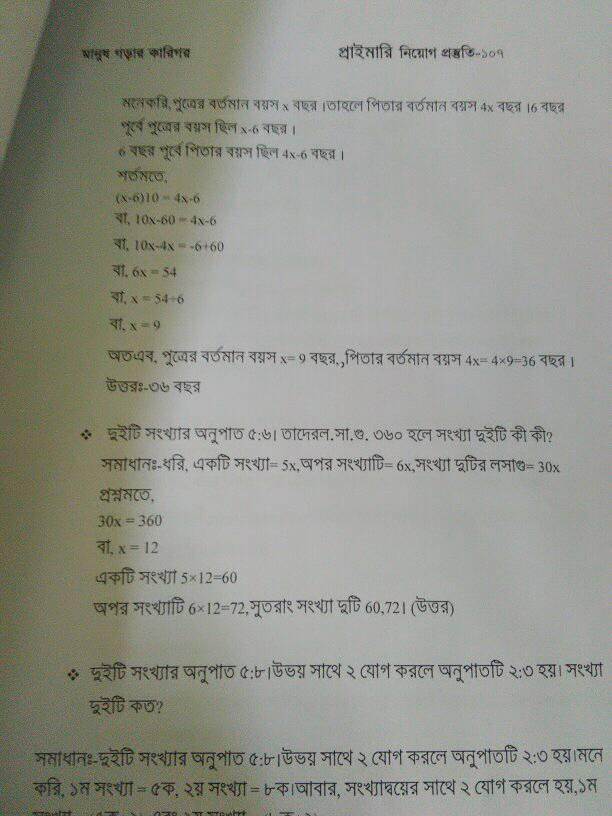 মানুষ গড়ার কারিগর
প্রাইমারি নিয়োগ প্রস্তুতি-১০৭
মনেকরি,পুত্রের বর্তমান বয়স x বছর ।তাহলে পিতার বর্তমান বয়স 4x বছর ।6 বছর
পূর্বে পুত্রের বয়স ছিল x-6 বছর ।
6 বছর পূর্বে পিতার বয়স ছিল 4x-6 বছর ।
শর্তমতে,
(x-6)10 = 4x-6
বা, 10x-60 = 4x-6
বা, 10x-4x = -6+60
বা, 6x = 54
বা, x = 54÷6
বা, x = 9
অতএব, পুত্রের বর্তমান বয়স x= 9 বছর,,পিতার বর্তমান বয়স 4x= 4×9=36 বছর ।
উত্তরঃ-৩৬ বছর
❖ দুইটি সংখ্যার অনুপাত ৫:৬। তাদেরল.সা.গু. ৩৬০ হলে সংখ্যা দুইটি কী কী?
সমাধানঃ-ধরি, একটি সংখ্যা= 5x,অপর সংখ্যাটি= 6x,সংখ্যা দুটির লসাগু= 30x
প্রশ্নমতে,
30x = 360
বা, x = 12
একটি সংখ্যা 5×12=60
অপর সংখ্যাটি 6×12=72,সুতরাং সংখ্যা দুটি 60,72। (উত্তর)
❖ দুইটি সংখ্যার অনুপাত ৫:৮।উভয় সাথে ২ যোগ করলে অনুপাতটি ২:৩ হয়। সংখ্যা
দুইটি কত?
সমাধানঃ-দুইটি সংখ্যার অনুপাত ৫:৮।উভয় সাথে ২ যোগ করলে অনুপাতটি ২:৩ হয়।মনে
করি, ১ম সংখ্যা = ৫ক, ২য় সংখ্যা = ৮ক।আবার, সংখ্যাদ্বয়ের সাথে ২ যোগ করলে হয়,১ম